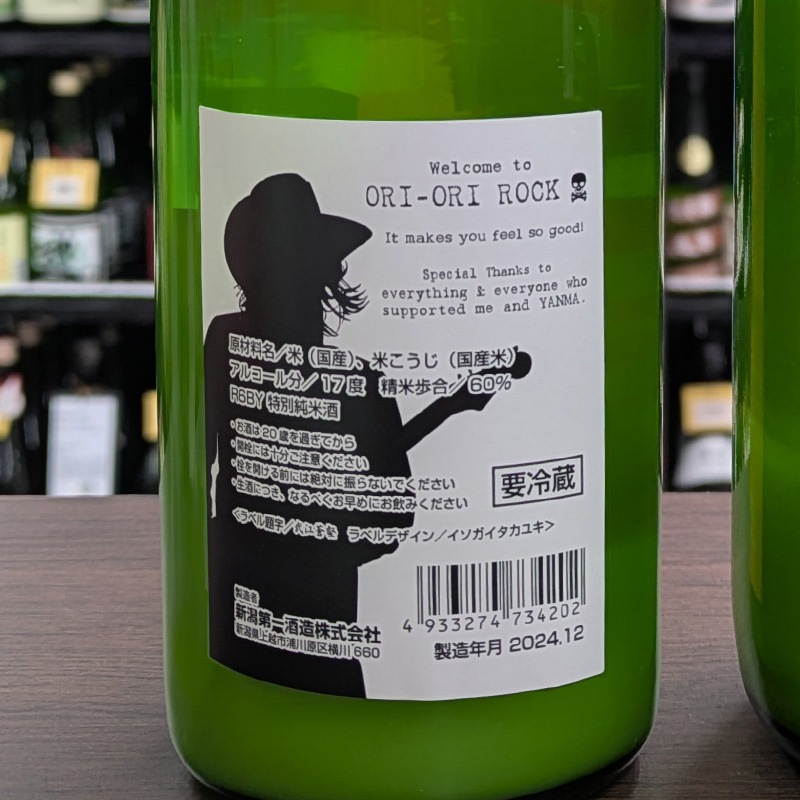 Welcome to
ORI-ORI ROCK
It makes you feel so good!
Special Thanks to
everything & everyone who
supported me and YANMA.
原材料名／米（国産）、米こうじ（国産米）
アルコール分／17度 精米歩合／60%
R6BY 特別純米酒
・お酒は20歳を過ぎてから
・開栓には十分ご注意ください
・栓を開ける前には絶対に振らないでください
・生酒につき、なるべくお早めにお飲みください
要冷蔵
<ラベル題字／武江蒼堅 ラベルデザイン／イソガイタカユキ>
製造者
新潟第一酒造株式会社
新潟県上越市浦川原区横川660
4 933274 734202
製造年月 2024.12